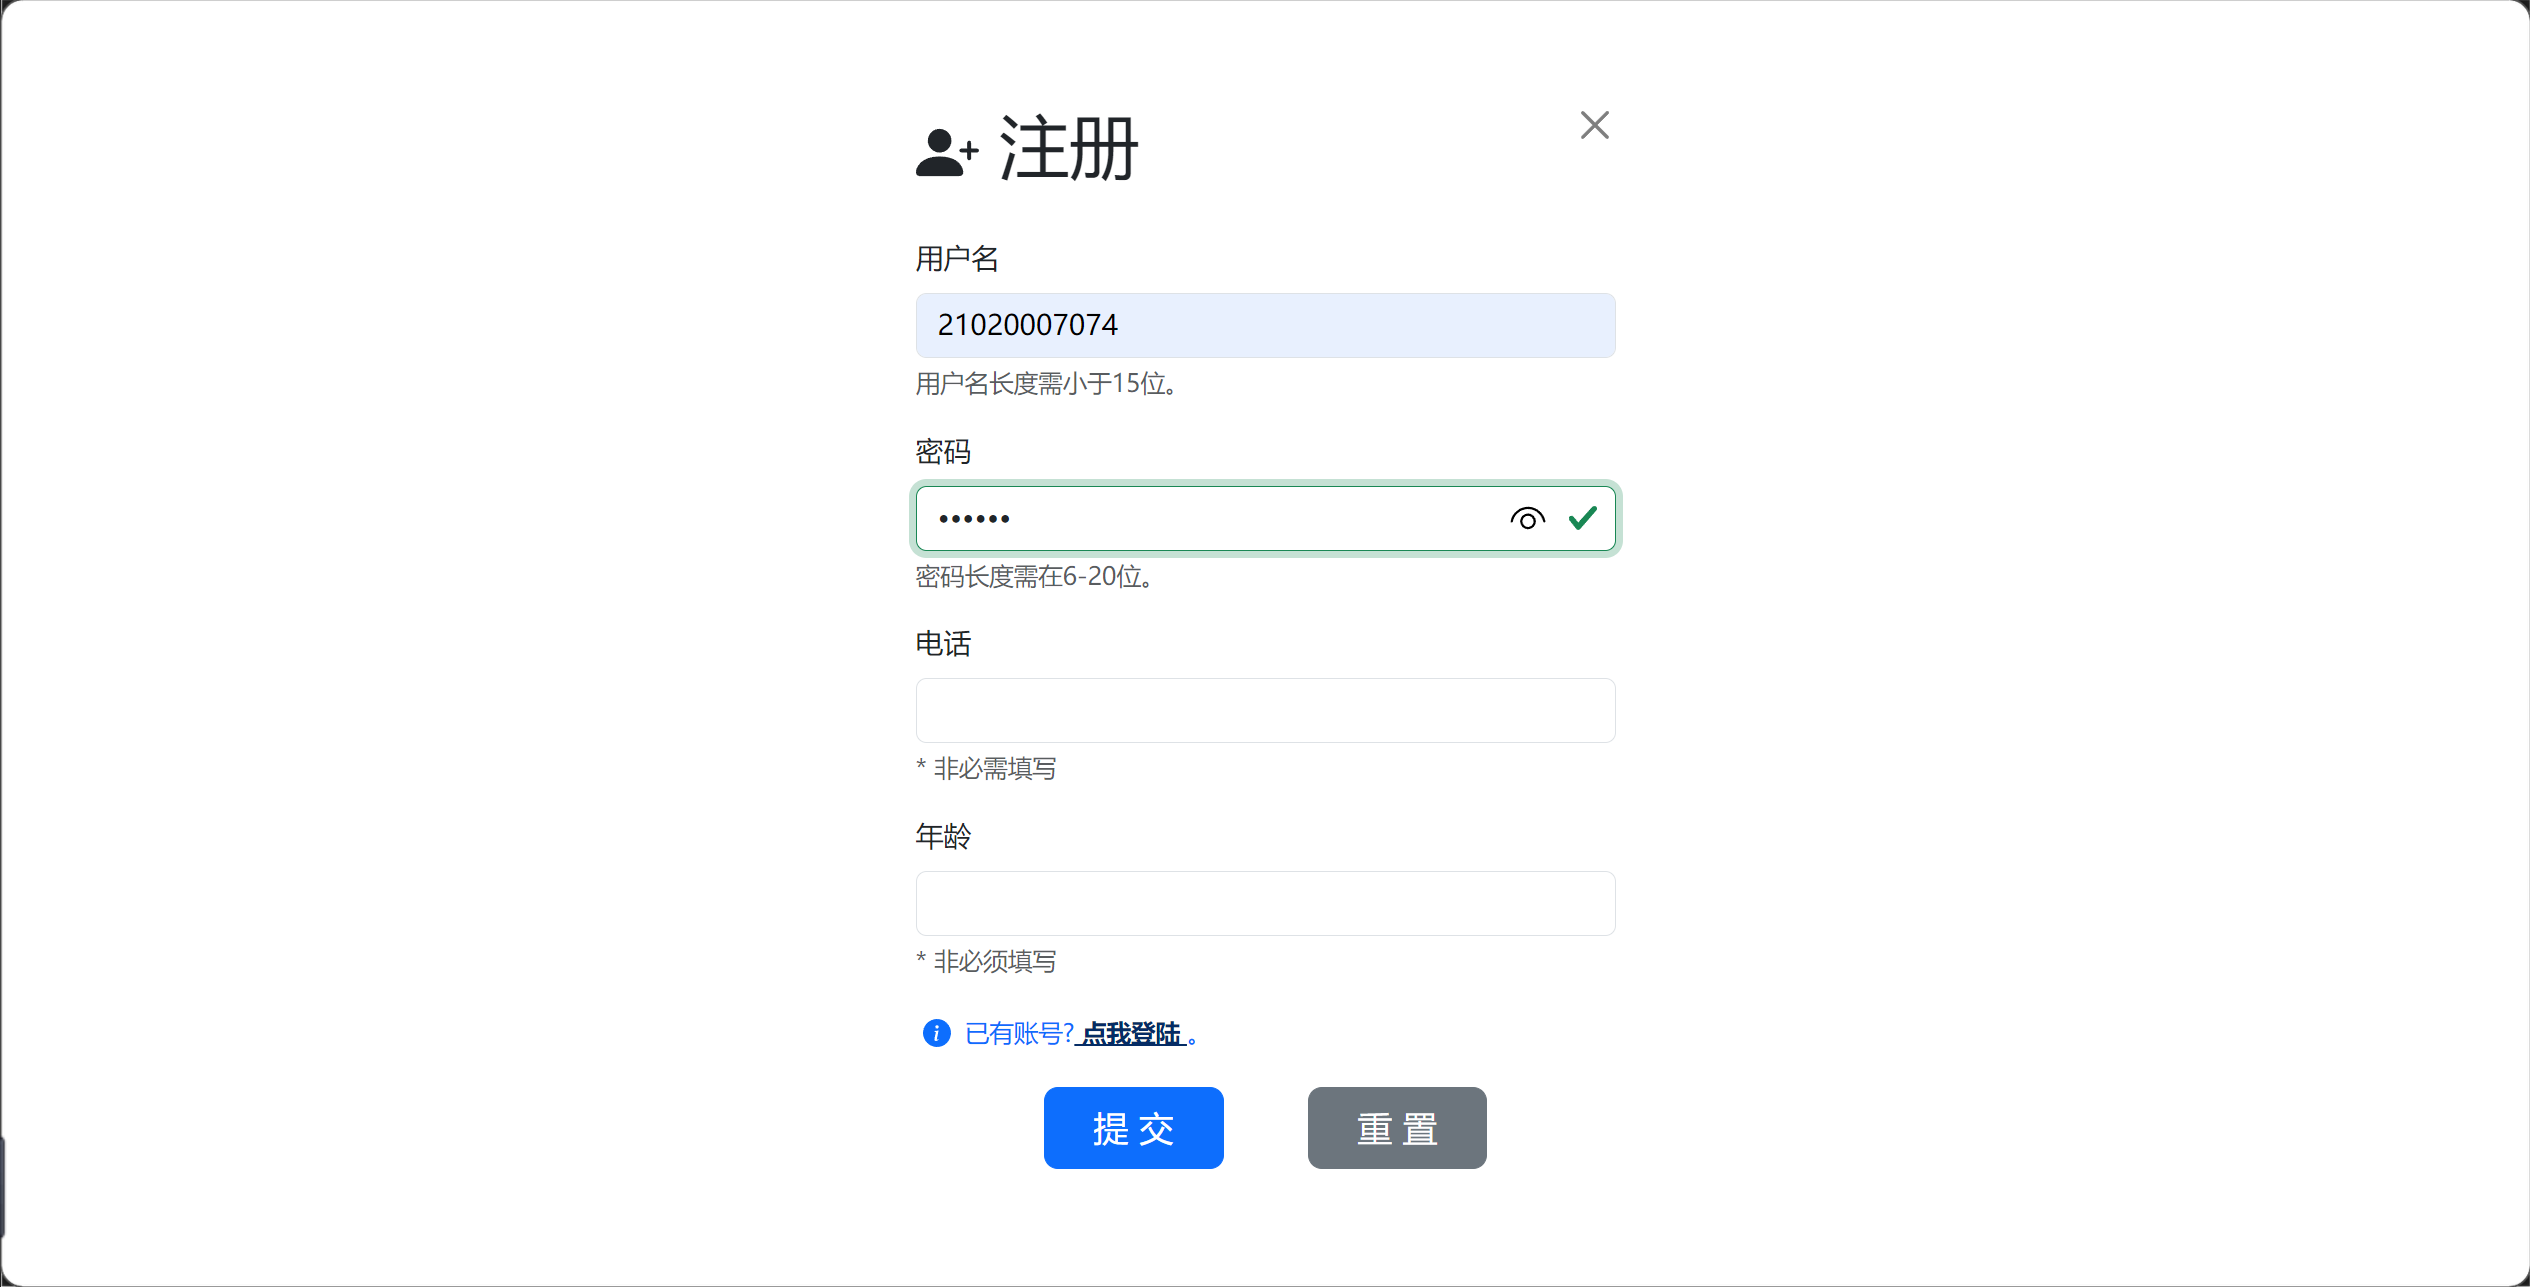 注册
用户名
21020007074
用户名长度需小于15位。
密码
••••••
密码长度需在6-20位。
电话
* 非必需填写
年龄
* 非必须填写
已有账号? 点我登陆 。
提 交
重 置